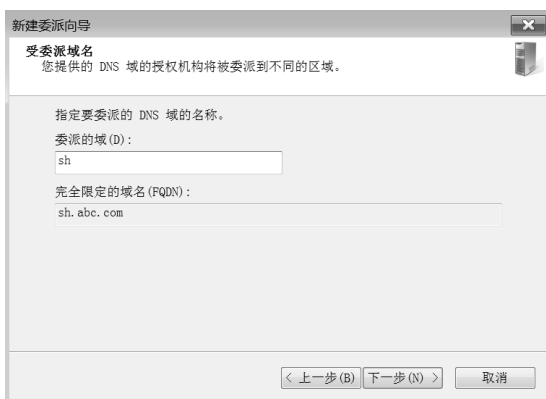 新建委派向导
受委派域名
您提供的 DNS 域的授权机构将被委派到不同的区域。
指定要委派的 DNS 域的名称。
委派的域(D):
sh
完全限定的域名(FQDN):
sh.abc.com
< 上一步(B) 下一步(N) > 取消